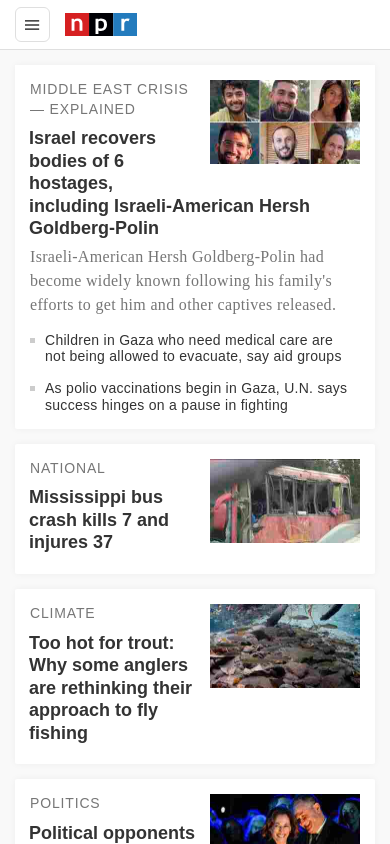 npr
MIDDLE EAST CRISIS
— EXPLAINED
Israel recovers
bodies of 6
hostages,
including Israeli-American Hersh
Goldberg-Polin
Israeli-American Hersh Goldberg-Polin had
become widely known following his family's
efforts to get him and other captives released.
Children in Gaza who need medical care are
not being allowed to evacuate, say aid groups
As polio vaccinations begin in Gaza, U.N. says
success hinges on a pause in fighting
NATIONAL
Mississippi bus
crash kills 7 and
injures 37
CLIMATE
Too hot for trout:
Why some anglers
are rethinking their
approach to fly
fishing
POLITICS
Political opponents